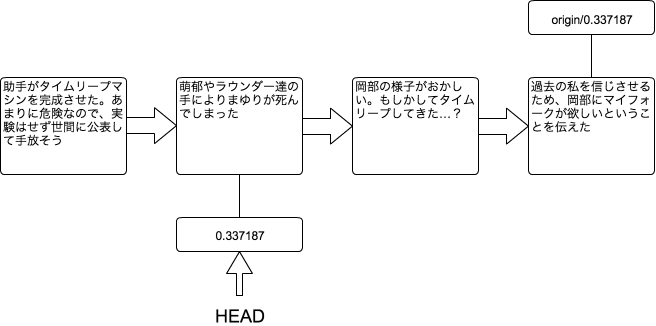 origin/0.337187
助手がタイムリープマ
シンを完成させた。あ
まりに危険なので、実
験はせず世間に公表し
て手放そう
萌郁やラウンダー達の
手によりまゆりが死ん
でしまった
岡部の様子がおかし
い。もしかしてタイム
リープしてきた…？
過去の私を信じさせる
ため、岡部にマイフォ
ークが欲しいというこ
とを伝えた
0.337187
HEAD